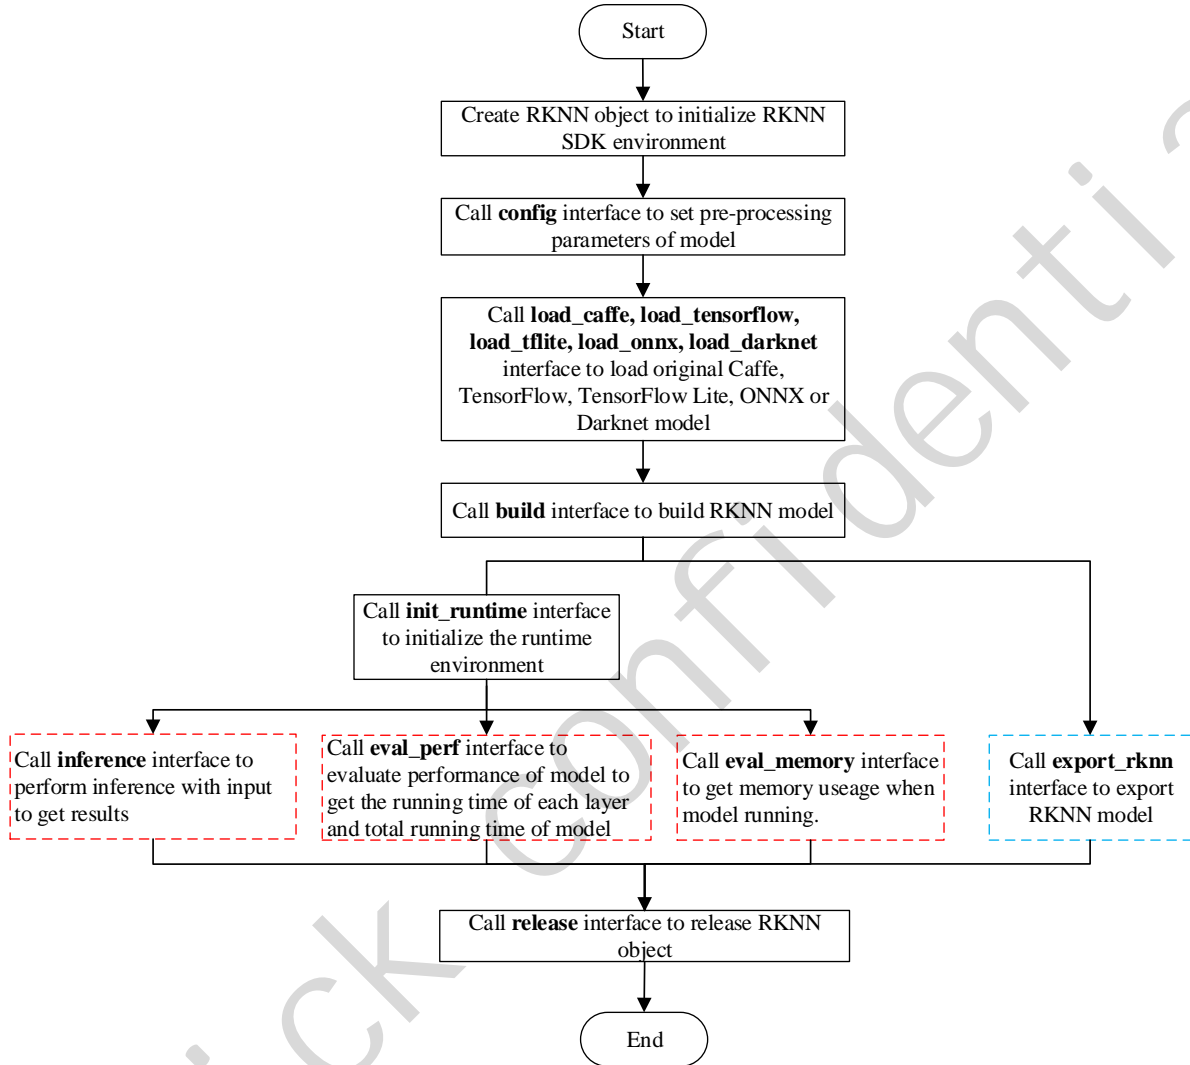 Start
Create RKNN object to initialize RKNN
SDK environment
Call config interface to set pre-processing
parameters of model
Call load_caffe, load_tensorflow,
load_tflite, load_onnx, load_darknet
interface to load original Caffe,
TensorFlow, TensorFlow Lite, ONNX or
Darknet model
Call build interface to build RKNN model
Call init_runtime interface
to initialize the runtime
environment
Call inference interface to
perform inference with input
to get results
Call eval_perf interface to
evaluate performance of model to
get the running time of each layer
and total running time of model
Call eval_memory interface
to get memory useage when
model running.
Call export_rknn
interface to export
RKNN model
Call release interface to release RKNN
object
End
ick confidentia